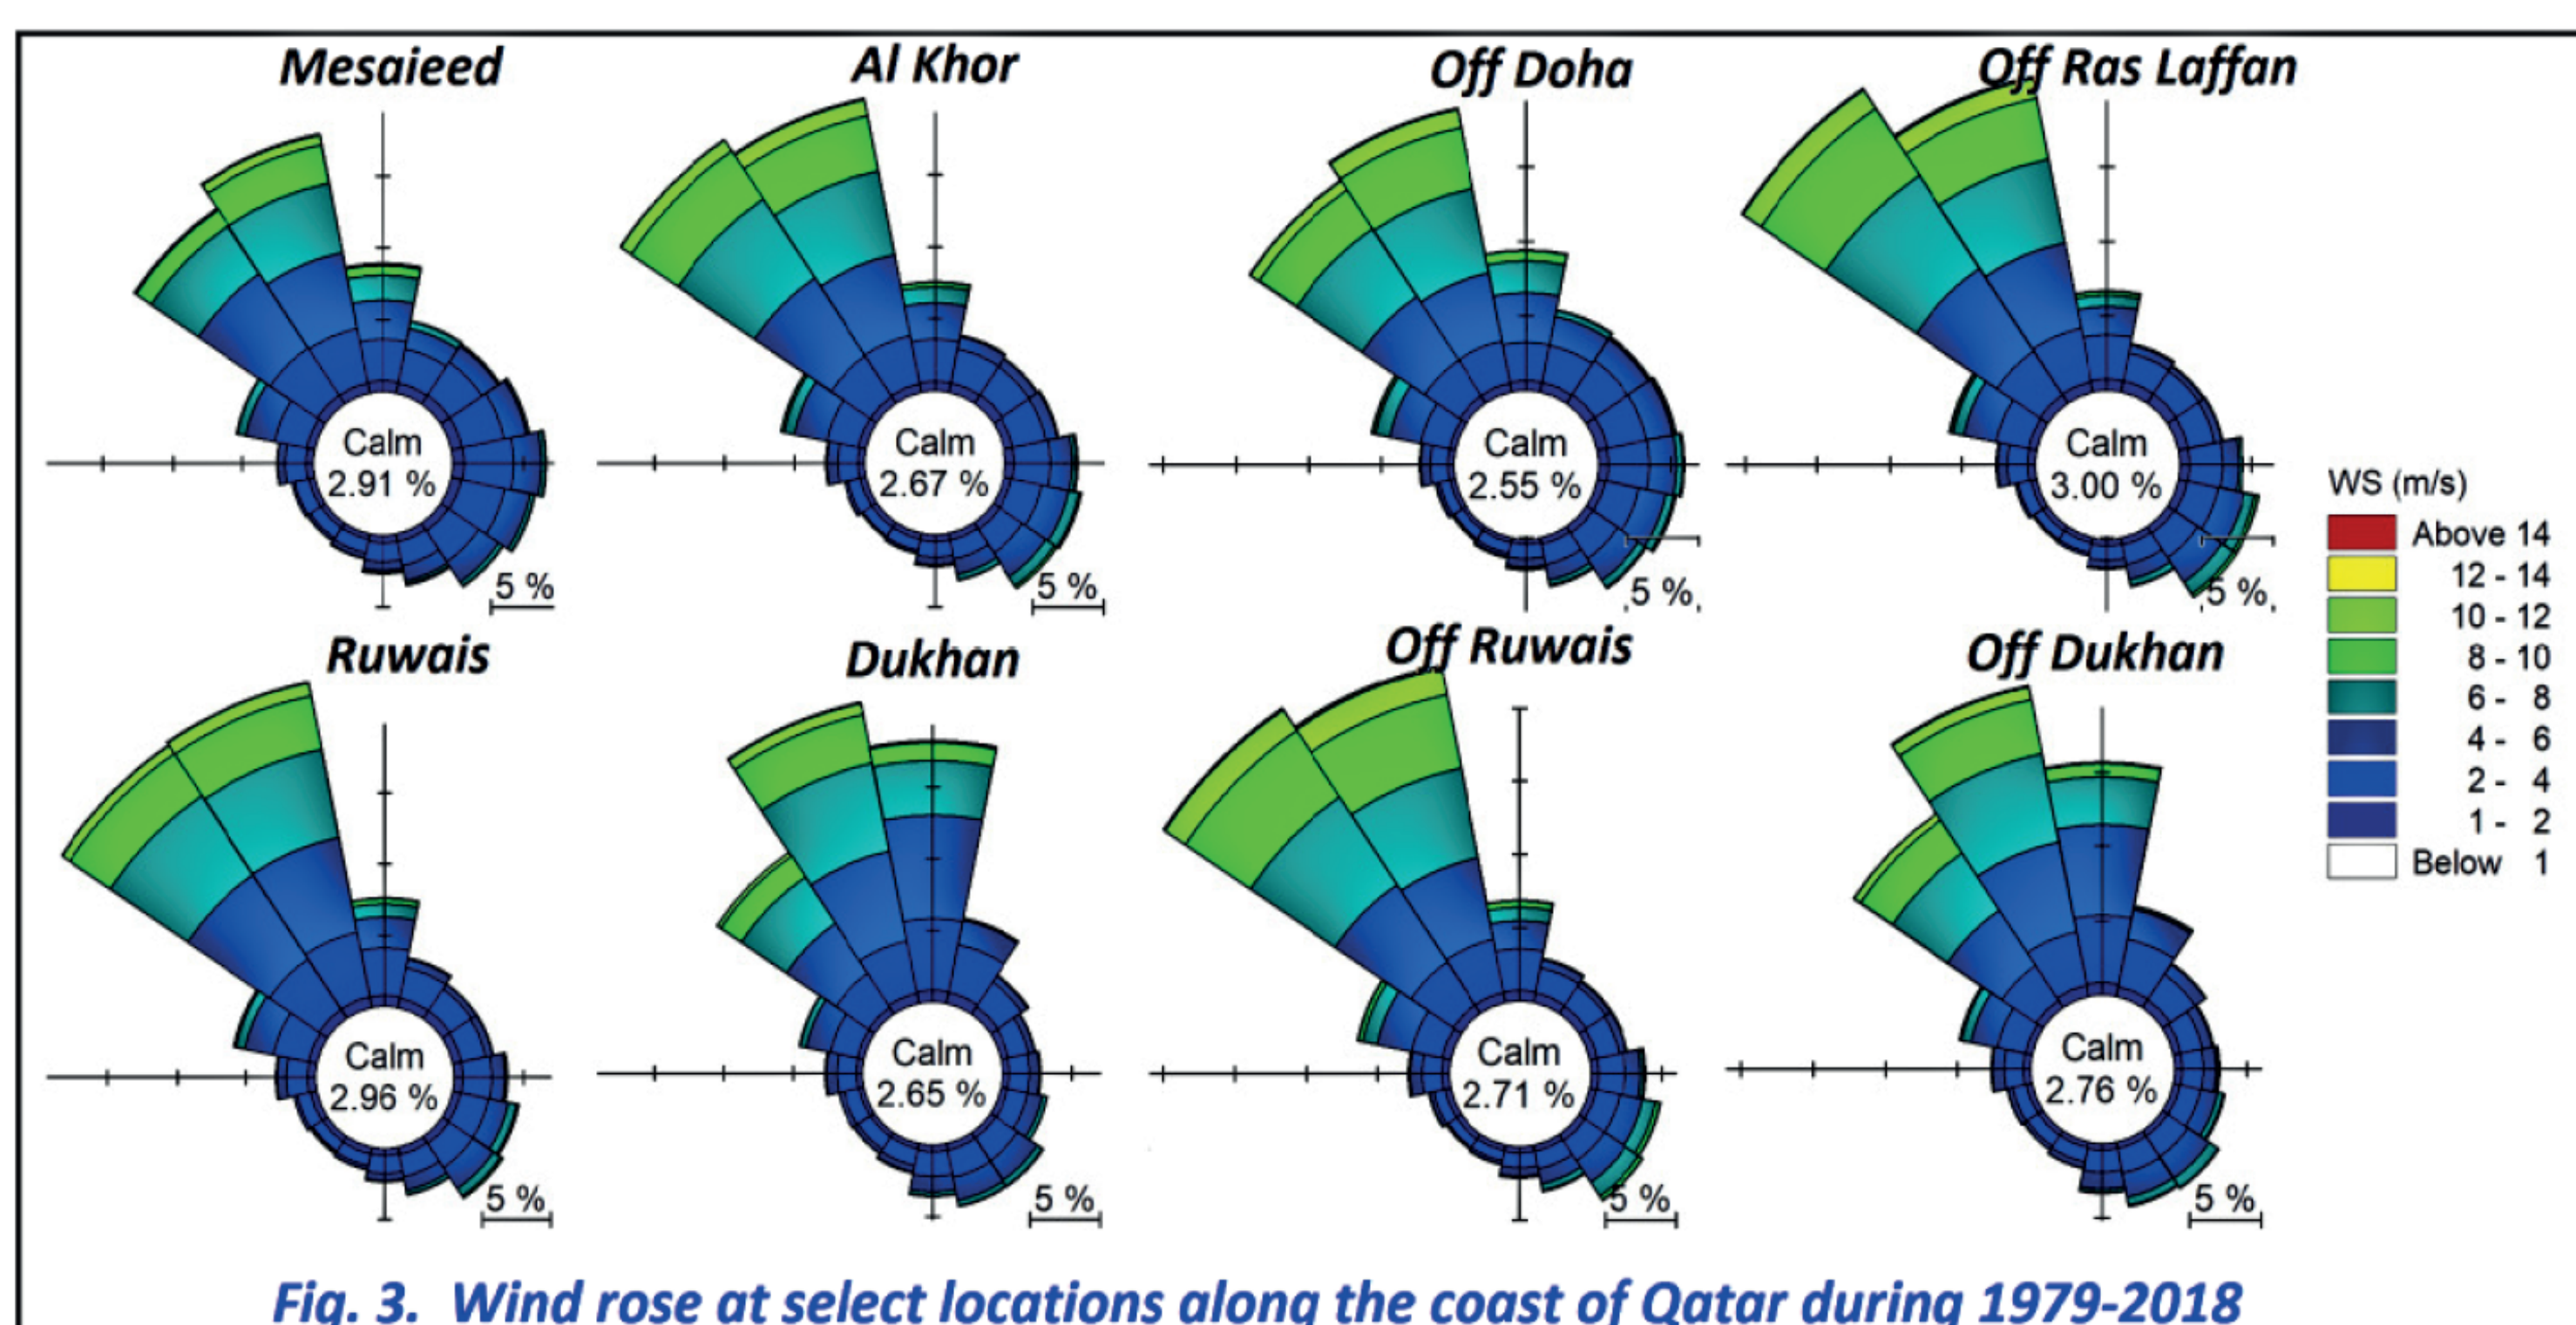 Mesaieed
Al Khor
Off Doha
Off Ras Laffan
Calm
2.91 %
5 %
Calm
2.67 %
5 %
Calm
2.55 %
5 %
Calm
3.00 %
5 %
Ruwais
Dukhan
Off Ruwais
Off Dukhan
Calm
2.96 %
5 %
Calm
2.65 %
5 %
Calm
2.71 %
5 %
Calm
2.76 %
5 %
WS (m/s)
Above 14
12 - 14
10 - 12
8 - 10
6 - 8
4 - 6
2 - 4
1 - 2
Below 1
Fig. 3. Wind rose at select locations along the coast of Qatar during 1979-2018